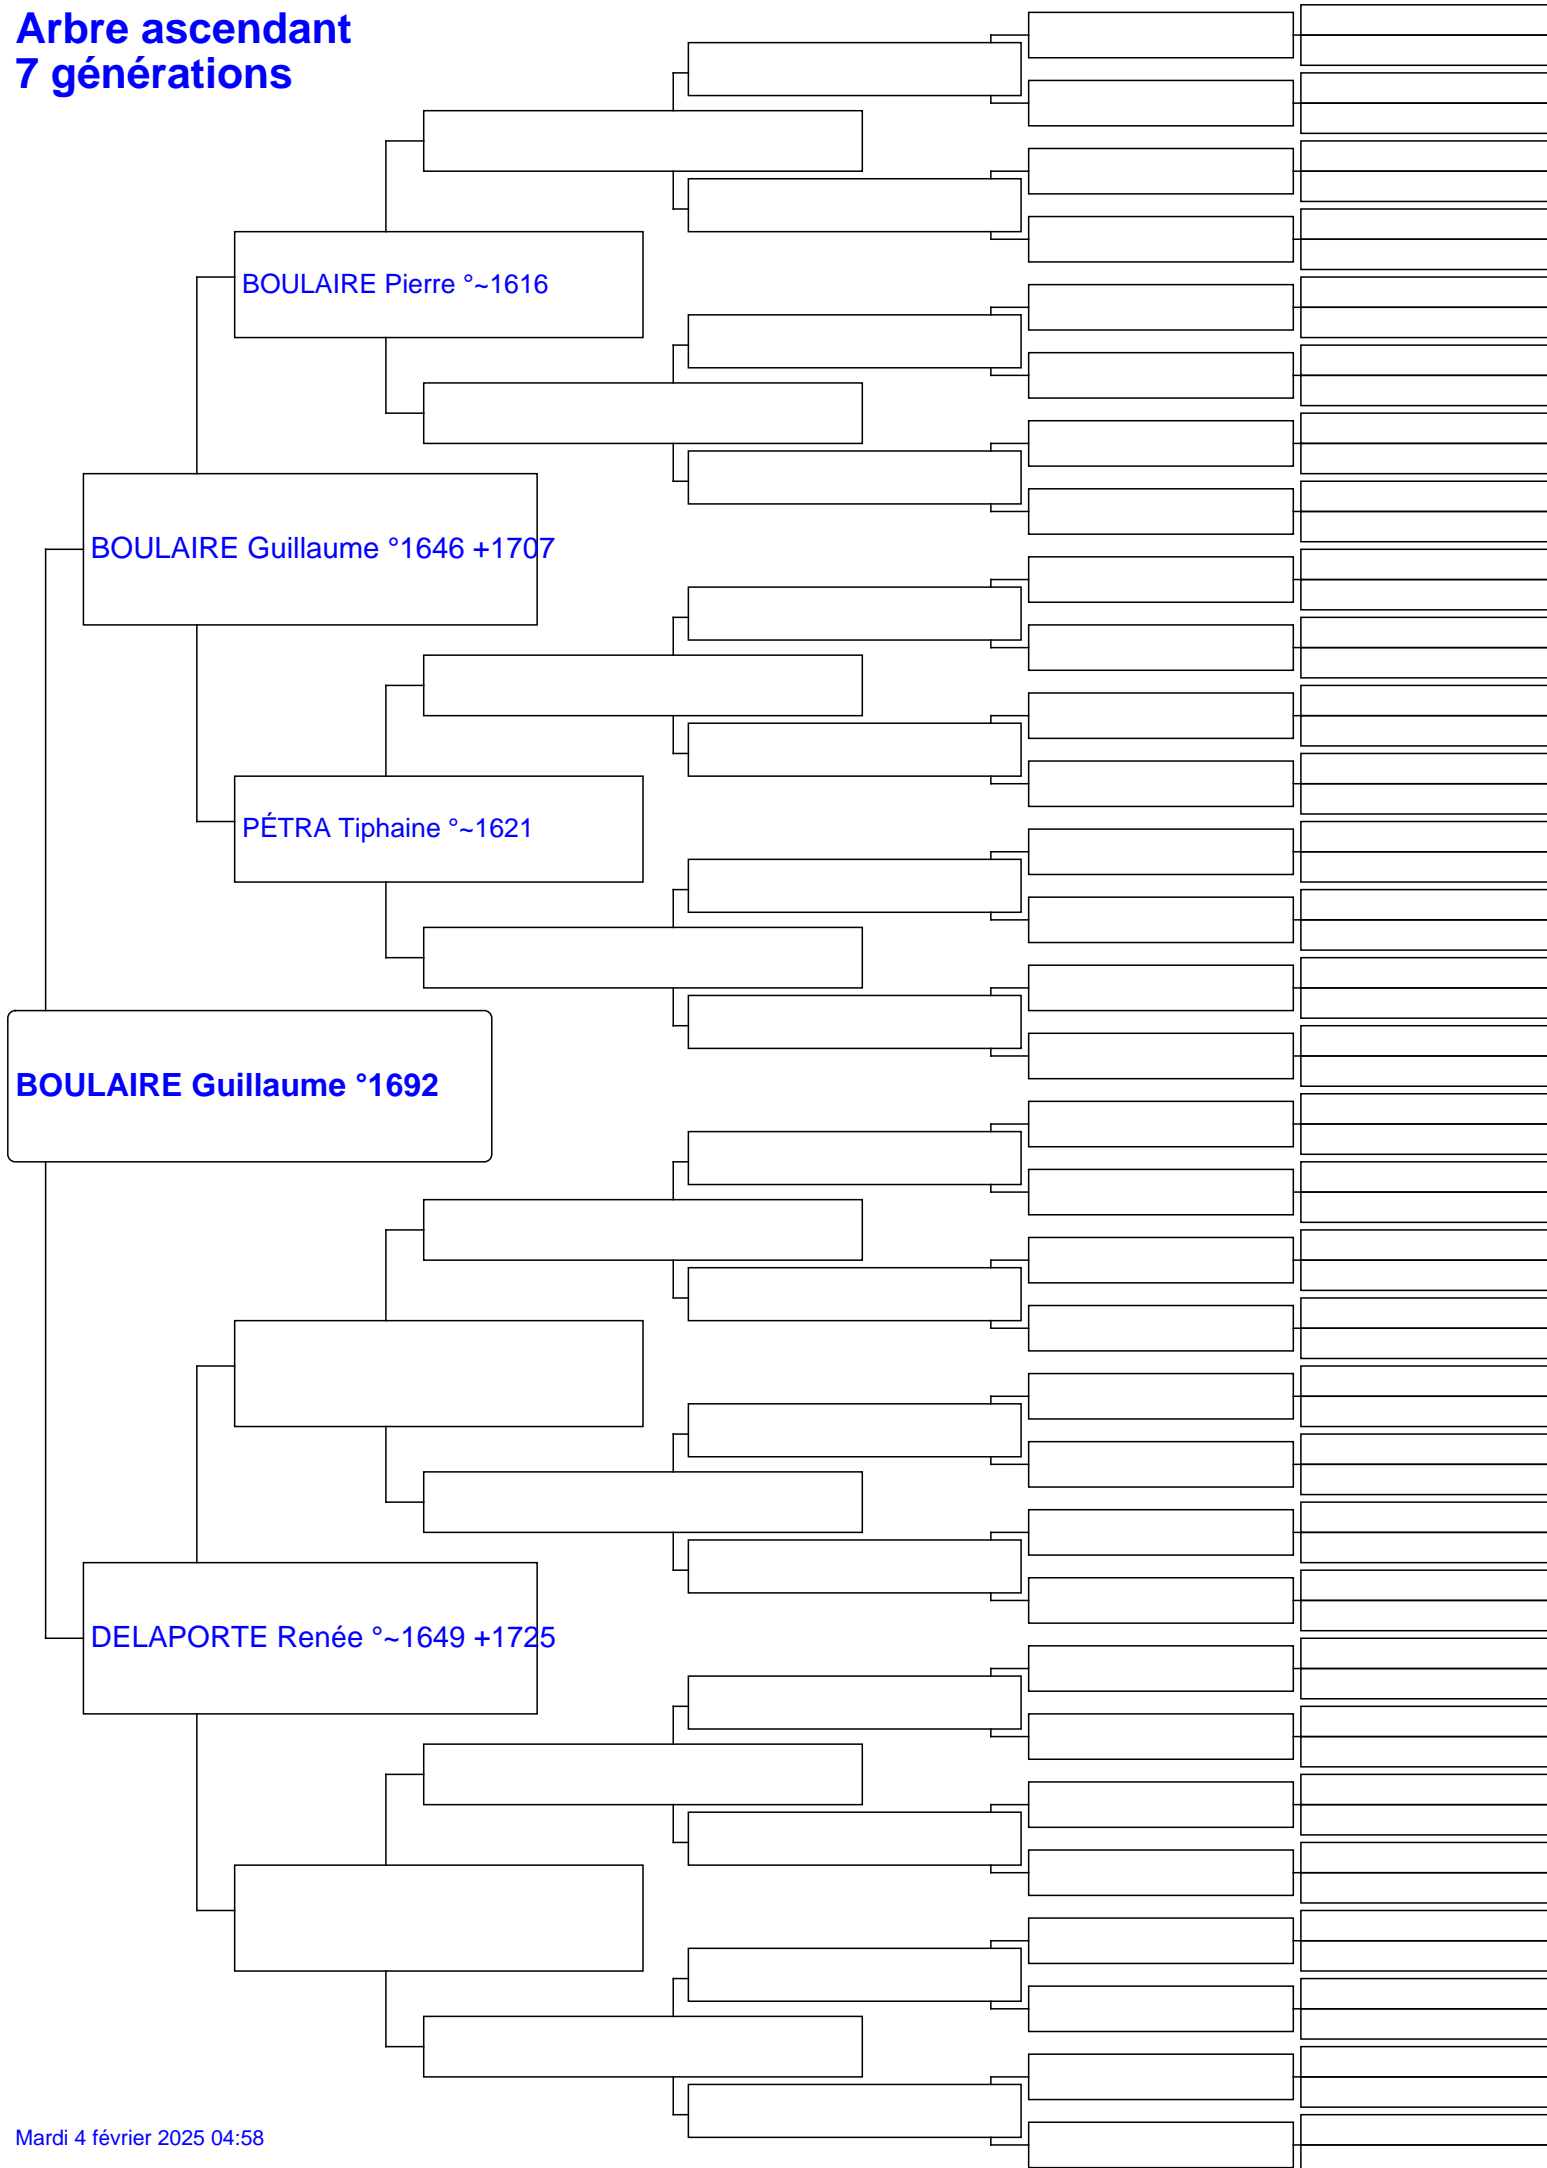 Arbre ascendant
7 générations
BOULAIRE Pierre °~1616
BOULAIRE Guillaume °1646 +1707
PÉTRA Tiphaine °~1621
BOULAIRE Guillaume °1692
DELAPORTE Renée °~1649 +1725
Mardi 4 février 2025 04:58